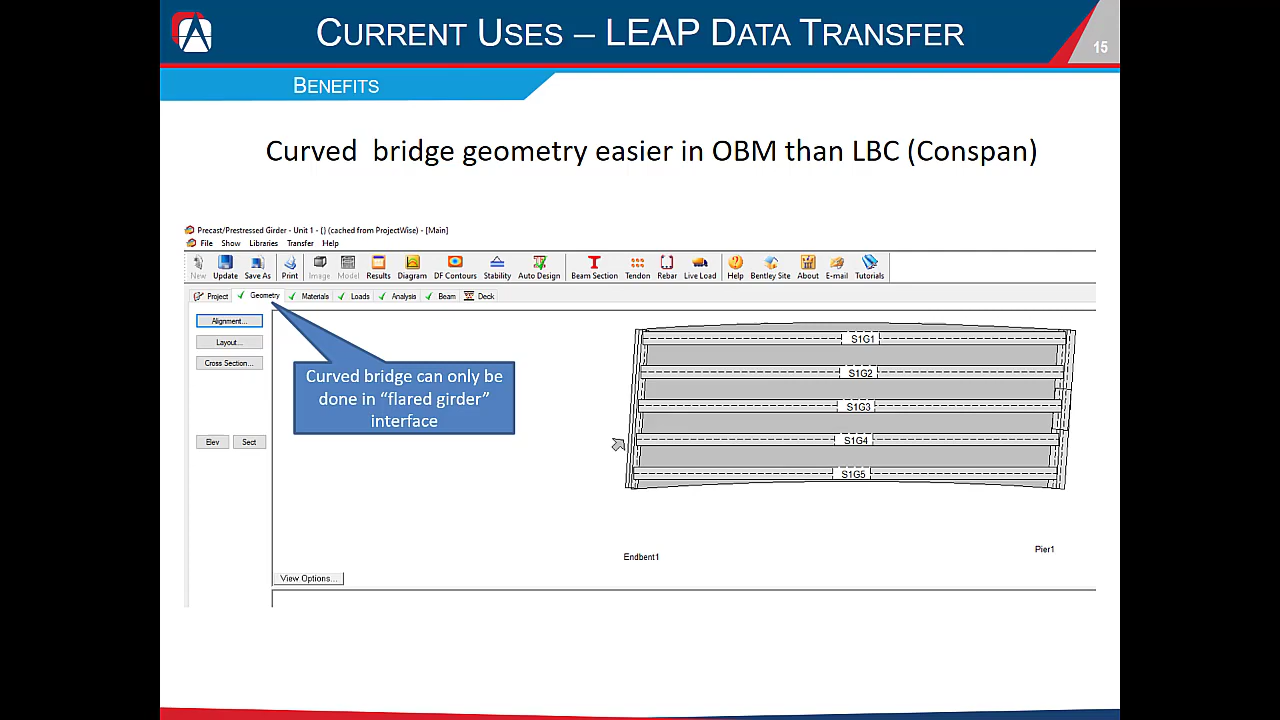 CURRENT USES – LEAP DATA TRANSFER
15
BENEFITS
Curved  bridge geometry easier in OBM than LBC (Conspan)
Precast/Prestressed Girder - Unit 1 - () (cached from ProjectWise) - [Main]
File Show Libraries Transfer Help
New Update Save As Print Image Model Results Diagram DF Contours Stability Auto Design Beam Section Tendon Rebar Live Load Help Bentley Site About E-mail Tutorials
Project Geometry Materials Loads Analysis Beam Deck
Alignment...
Layout...
Cross Section...
Elev Sect
Curved bridge can only be
done in “flared girder”
interface
S1G1
S1G2
S1G3
S1G4
S1G5
Endbent1
Pier1
View Options...